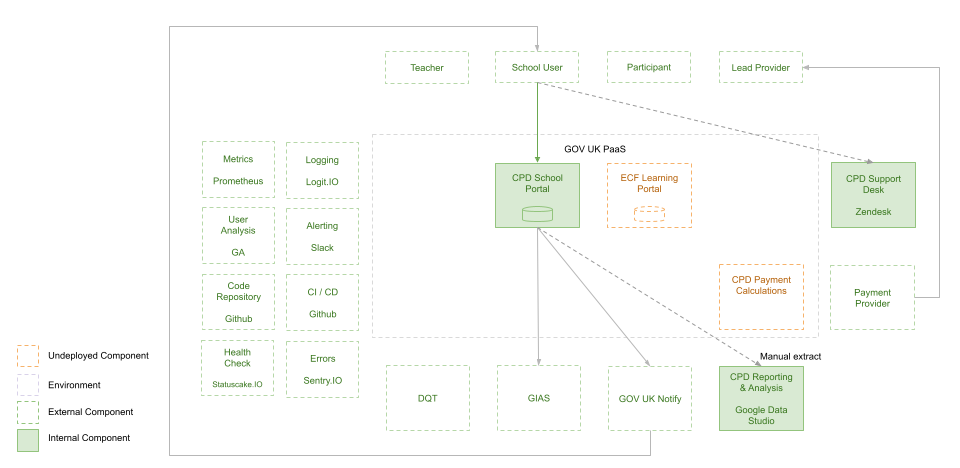 Teacher
School User
Participant
Lead Provider
GOV UK PaaS
Metrics
Prometheus
Logging
Logit.IO
CPD School
Portal
ECF Learning
Portal
CPD Support
Desk
Zendesk
User
Analysis
GA
Alerting
Slack
Code
Repository
Github
CI / CD
Github
CPD Payment
Calculations
Payment
Provider
Health
Check
Statuscake.IO
Errors
Sentry.IO
Manual extract
DQT
GIAS
GOV UK Notify
CPD Reporting
& Analysis
Google Data
Studio
Undeployed Component
Environment
External Component
Internal Component